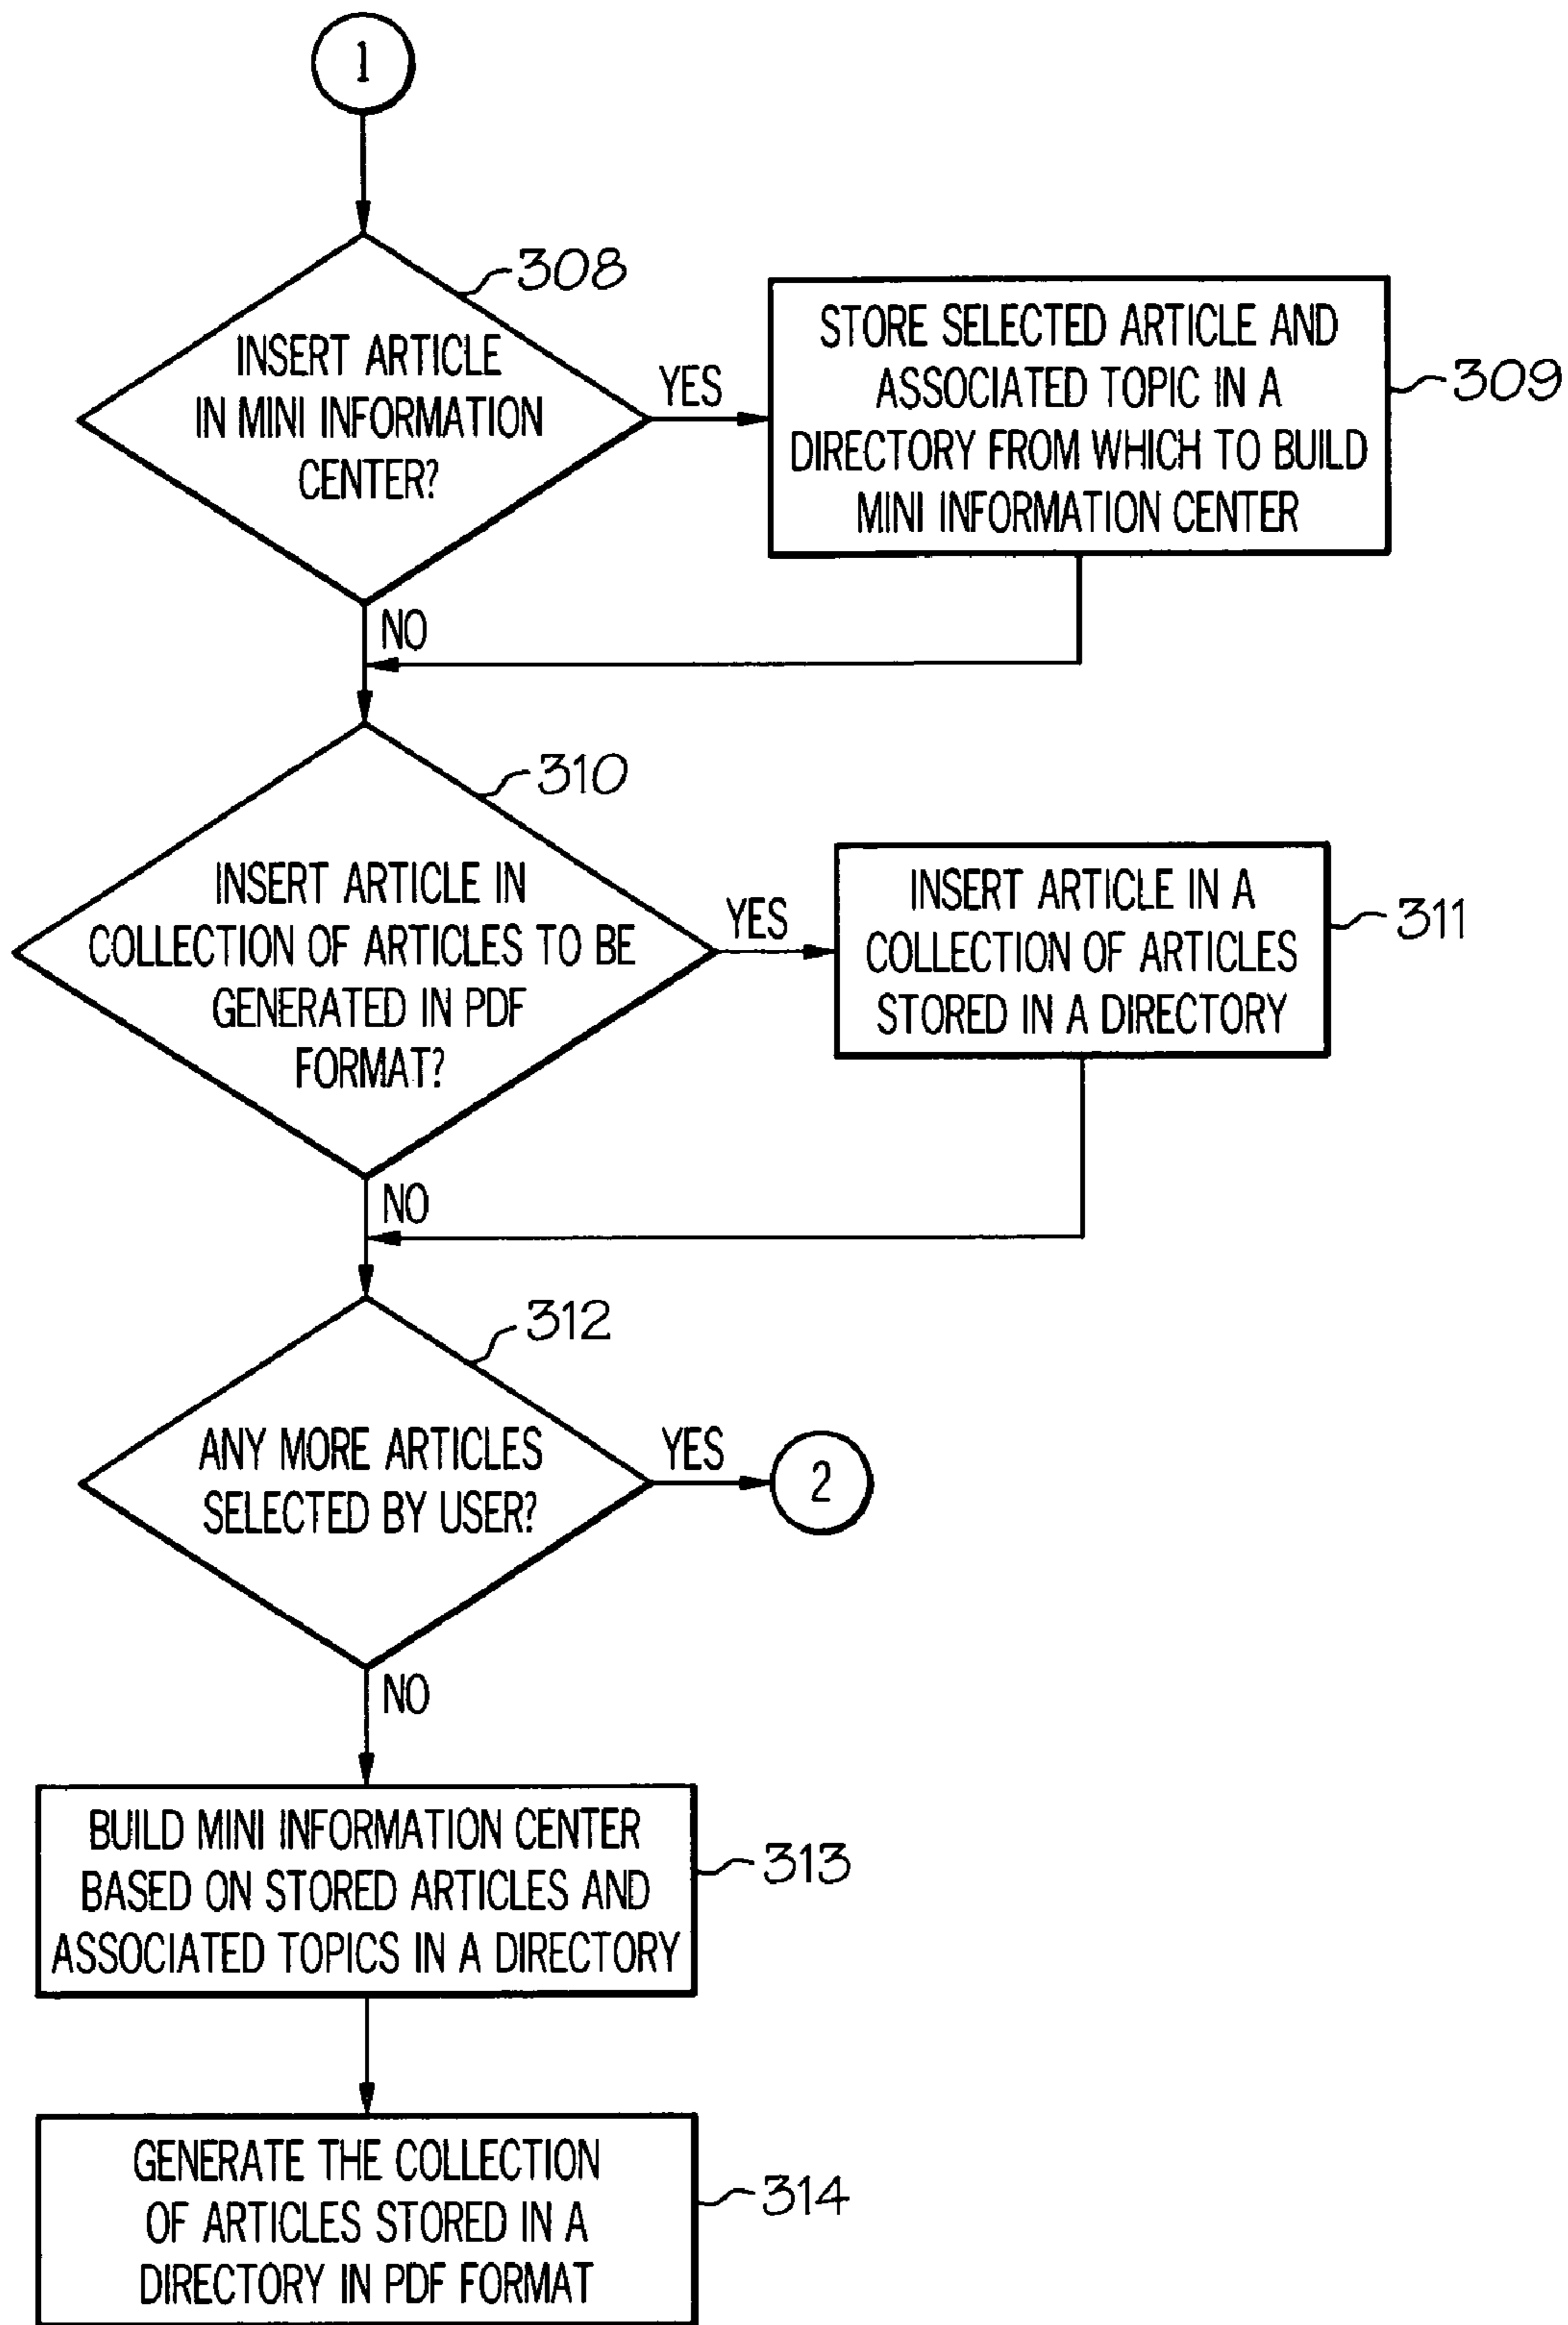 1
308
INSERT ARTICLE
IN MINI INFORMATION
CENTER?
YES
STORE SELECTED ARTICLE AND
ASSOCIATED TOPIC IN A
DIRECTORY FROM WHICH TO BUILD
MINI INFORMATION CENTER
309
NO
310
INSERT ARTICLE IN
COLLECTION OF ARTICLES TO BE
GENERATED IN PDF
FORMAT?
YES
INSERT ARTICLE IN A
COLLECTION OF ARTICLES
STORED IN A DIRECTORY
311
NO
312
ANY MORE ARTICLES
SELECTED BY USER?
YES
2
NO
BUILD MINI INFORMATION CENTER
BASED ON STORED ARTICLES AND
ASSOCIATED TOPICS IN A DIRECTORY
313
GENERATE THE COLLECTION
OF ARTICLES STORED IN A
DIRECTORY IN PDF FORMAT
314